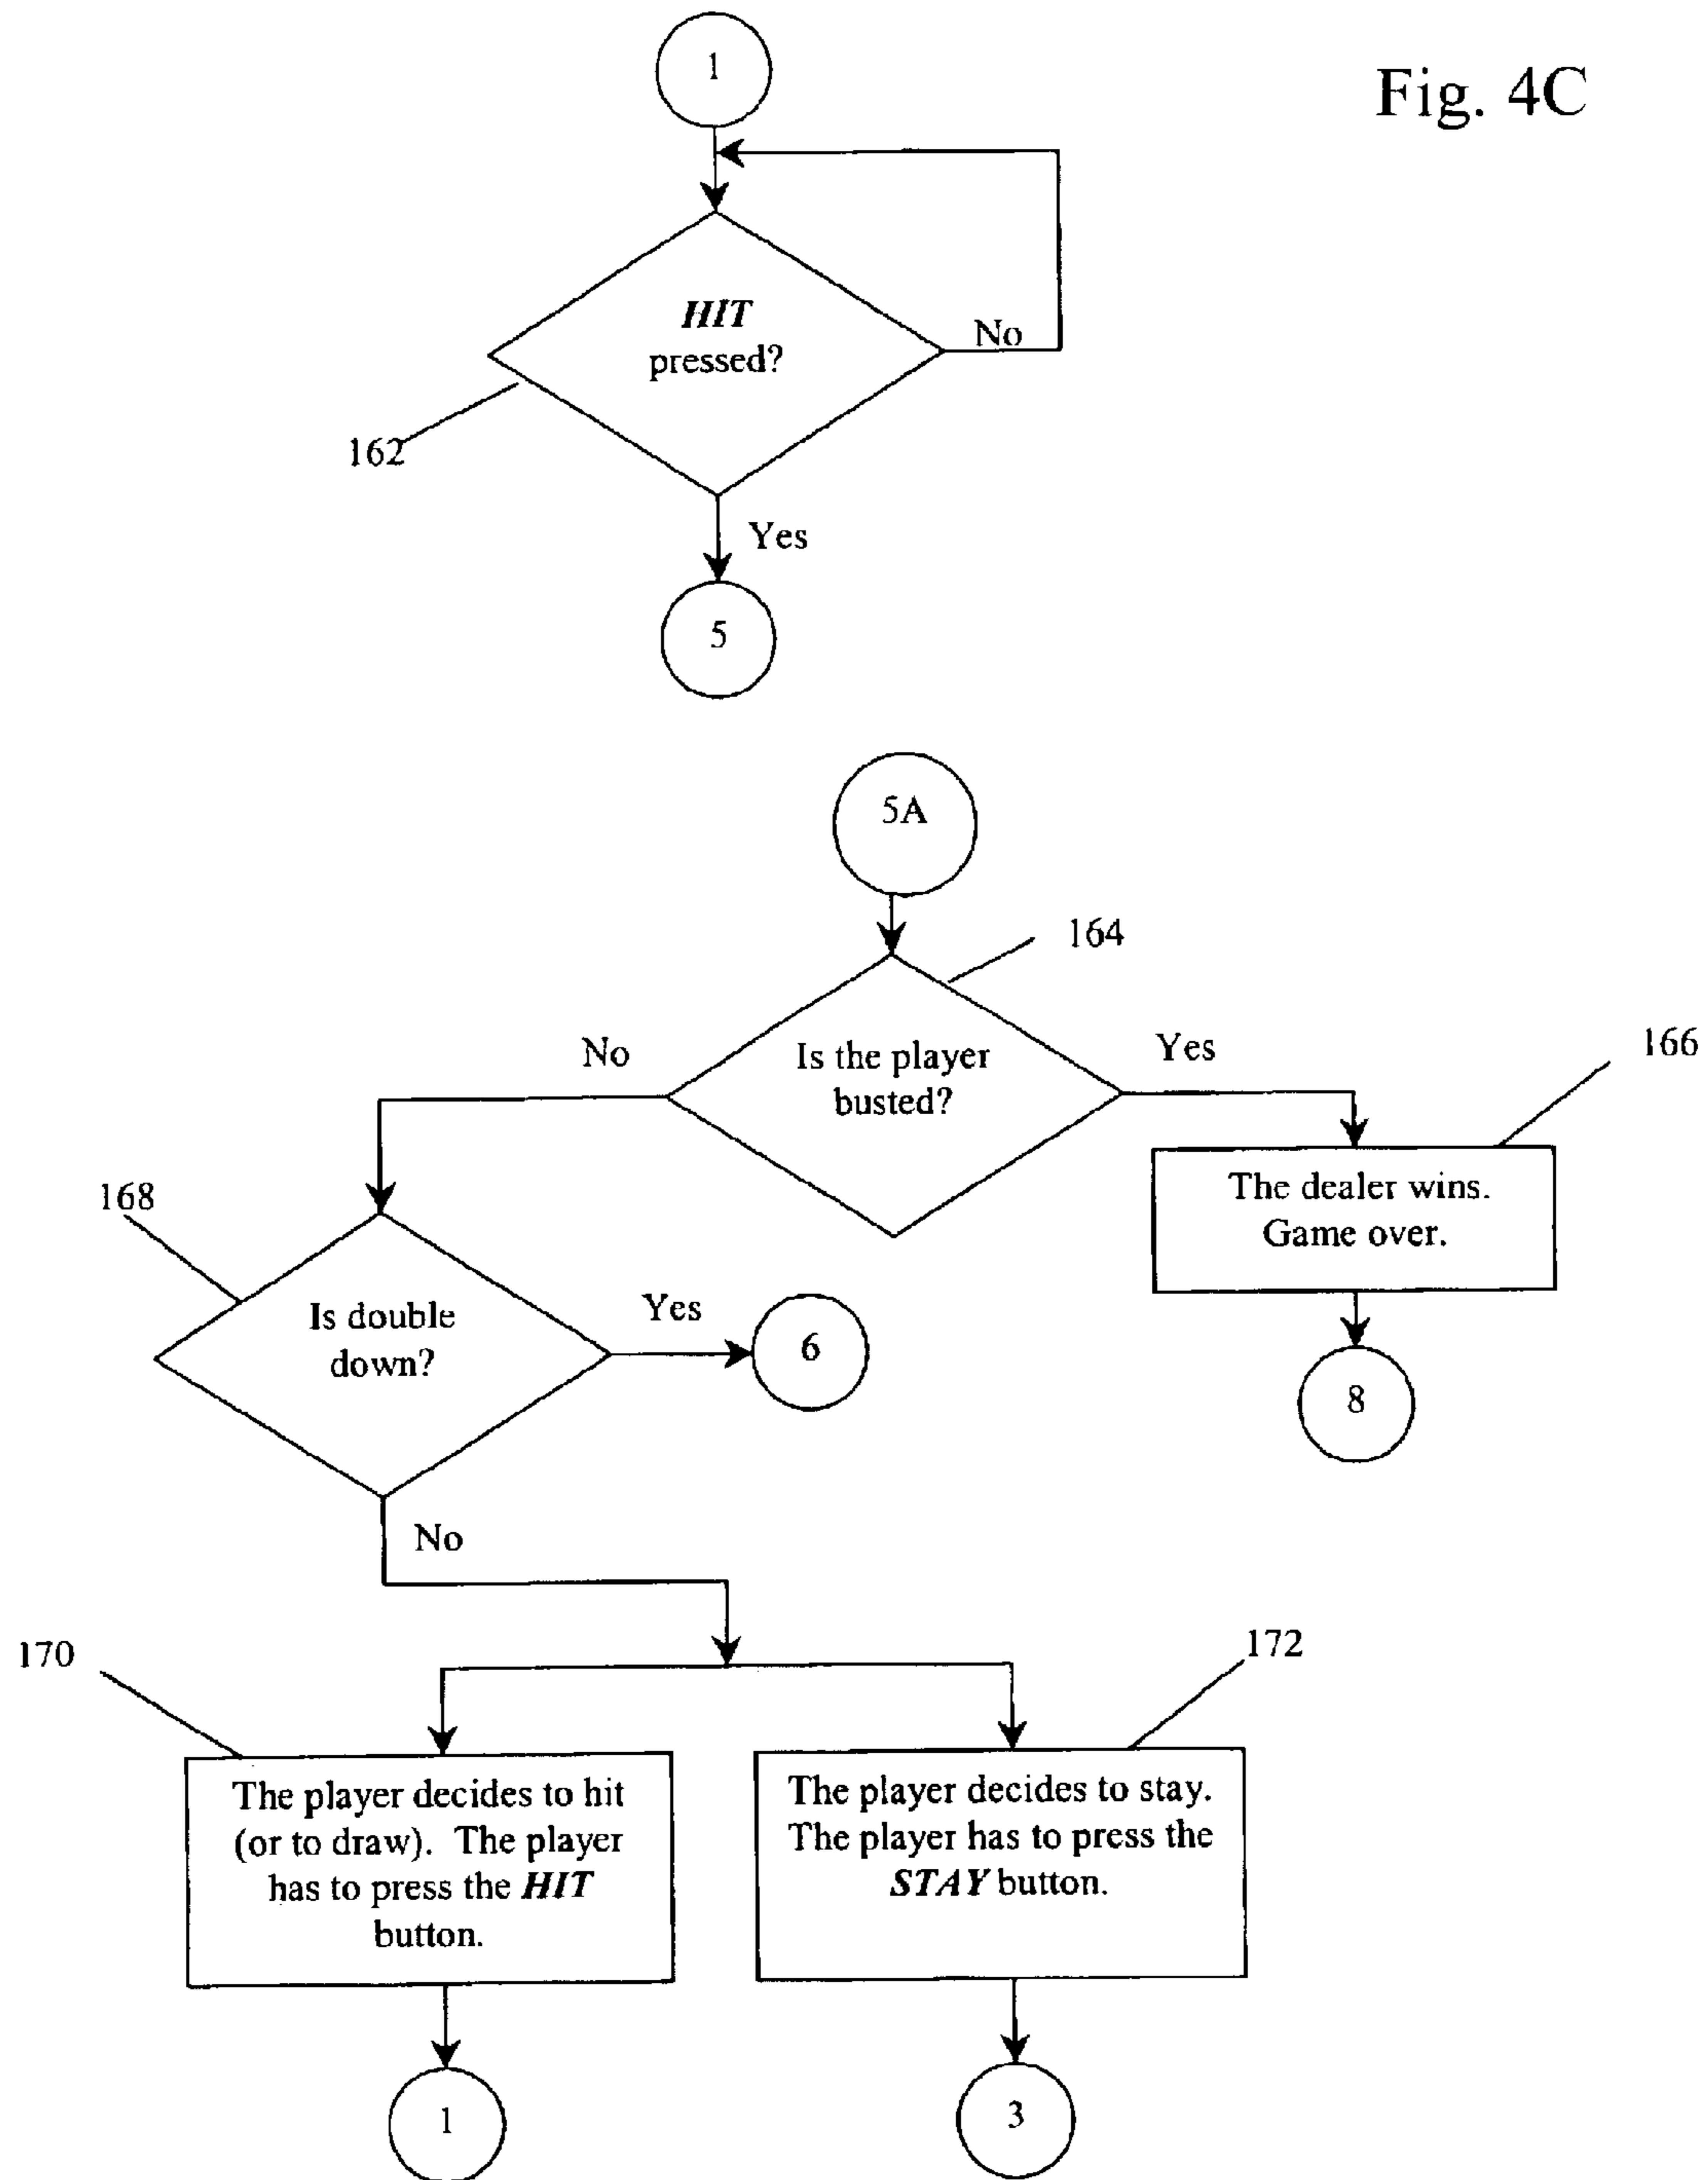 Fig. 4C
1
HIT
pressed?
No
162
Yes
5
5A
164
Is the player
busted?
No
Yes
166
The dealer wins.
Game over.
168
Is double
down?
Yes
6
8
No
170
172
The player decides to hit
(or to draw). The player
has to press the HIT
button.
The player decides to stay.
The player has to press the
STAY button.
1
3